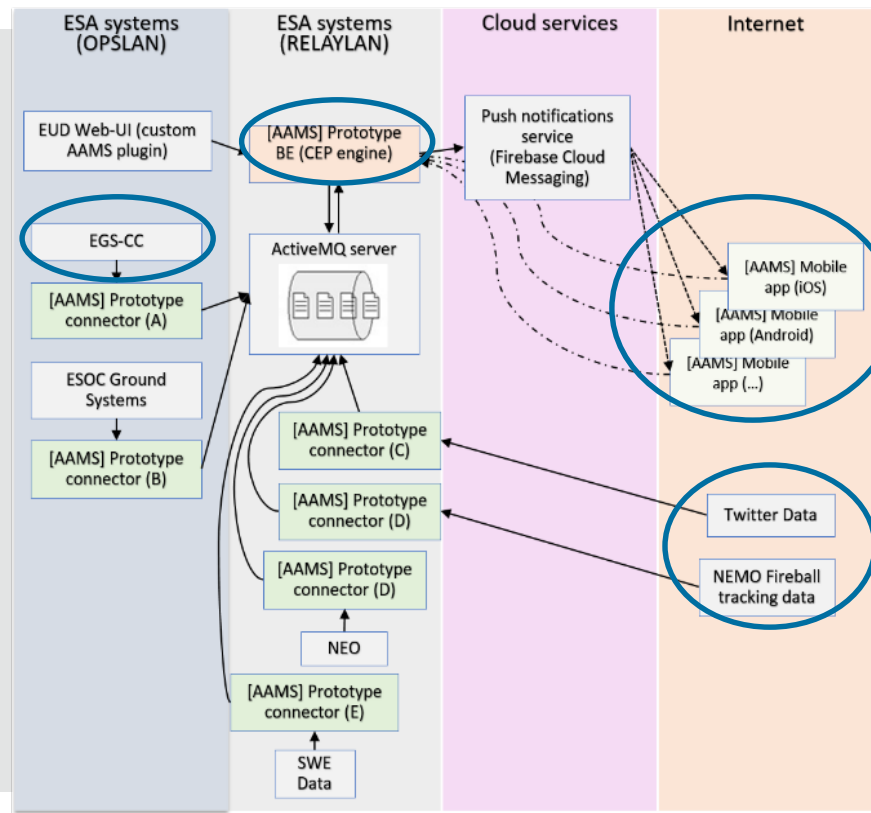 ESA systems
(OPSLAN)
ESA systems
(RELAYLAN)
Cloud services
Internet
EUD Web-UI (custom
AAMS plugin)
[AAMS] Prototype
BE (CEP engine)
Push notifications
service
(Firebase Cloud
Messaging)
EGS-CC
[AAMS] Prototype
connector (A)
ActiveMQ server
[AAMS] Mobile
app (iOS)
[AAMS] Mobile
app (Android)
[AAMS] Mobile
app (...)
ESOC Ground
Systems
[AAMS] Prototype
connector (B)
[AAMS] Prototype
connector (C)
[AAMS] Prototype
connector (D)
Twitter Data
[AAMS] Prototype
connector (D)
NEMO Fireball
tracking data
NEO
[AAMS] Prototype
connector (E)
SWE
Data